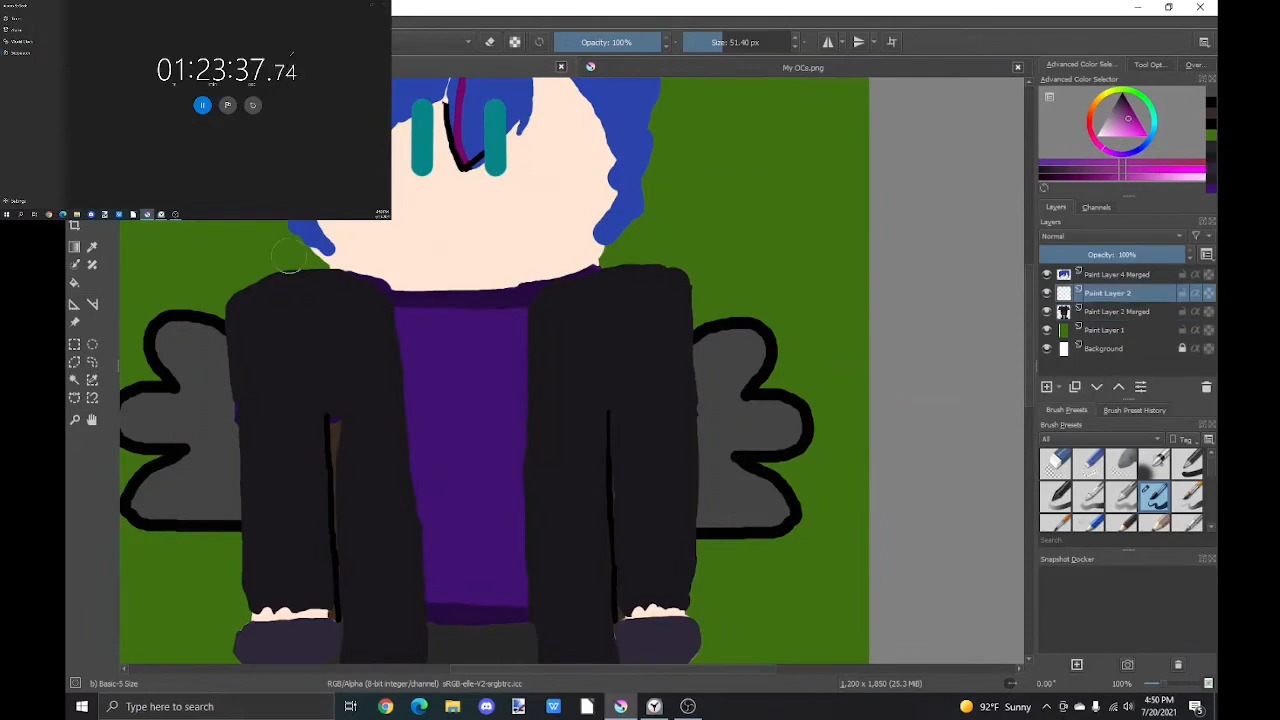 01:23:37.74
Opacity: 100%
Size: 51.40 px
My OCs.png
Advanced Color Sele...
Tool Opt...
Over...
Advanced Color Selector
Layers
Channels
Layers
Normal
Opacity: 100%
Paint Layer 4 Merged
Paint Layer 2
Paint Layer 2 Merged
Paint Layer 1
Background
Brush Presets
Brush Preset History
Brush Presets
All
Tag
Search
Snapshot Docker
b) Basic-5 Size
RGB/Alpha (8-bit integer/channel) sRGB-elle-V2-srgbtrc.icc
1,200 x 1,850 (25.3 MiB)
0.00°
100%
Type here to search
92°F Sunny
4:50 PM
7/20/2021